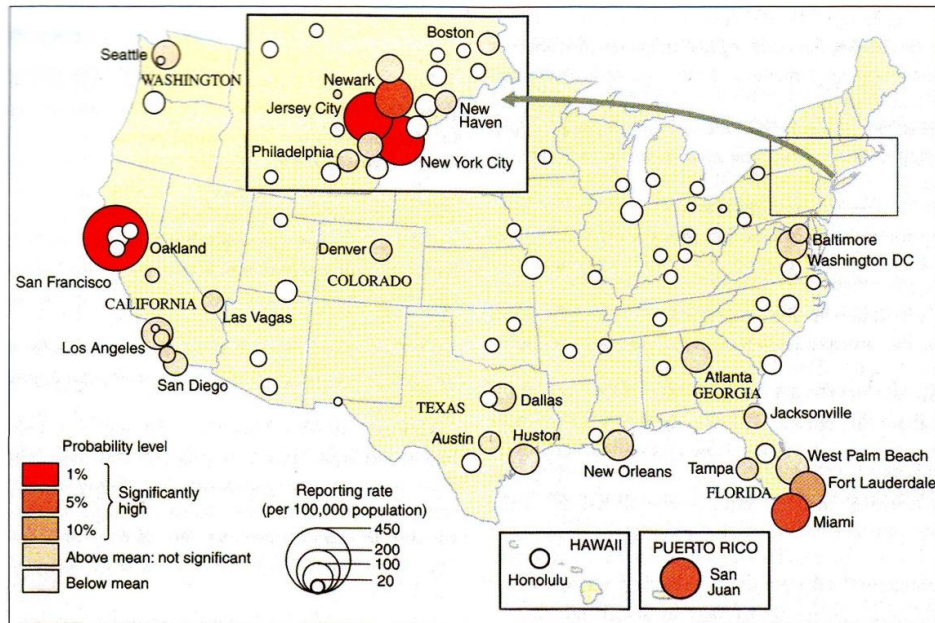 Seattle
WASHINGTON
Boston
Newark
Jersey City
New
Haven
Philadelphia
New York City
Oakland
San Francisco
CALIFORNIA
Las Vagas
Los Angeles
San Diego
Denver
COLORADO
Baltimore
Washington DC
Atlanta
GEORGIA
TEXAS
Dallas
Austin
Huston
New Orleans
Jacksonville
Tampa
West Palm Beach
FLORIDA
Fort Lauderdale
Miami
Probability level
1%
5%
10%
Significantly
high
Above mean: not significant
Below mean
Reporting rate
(per 100,000 population)
450
200
100
20
HAWAII
Honolulu
PUERTO RICO
San
Juan